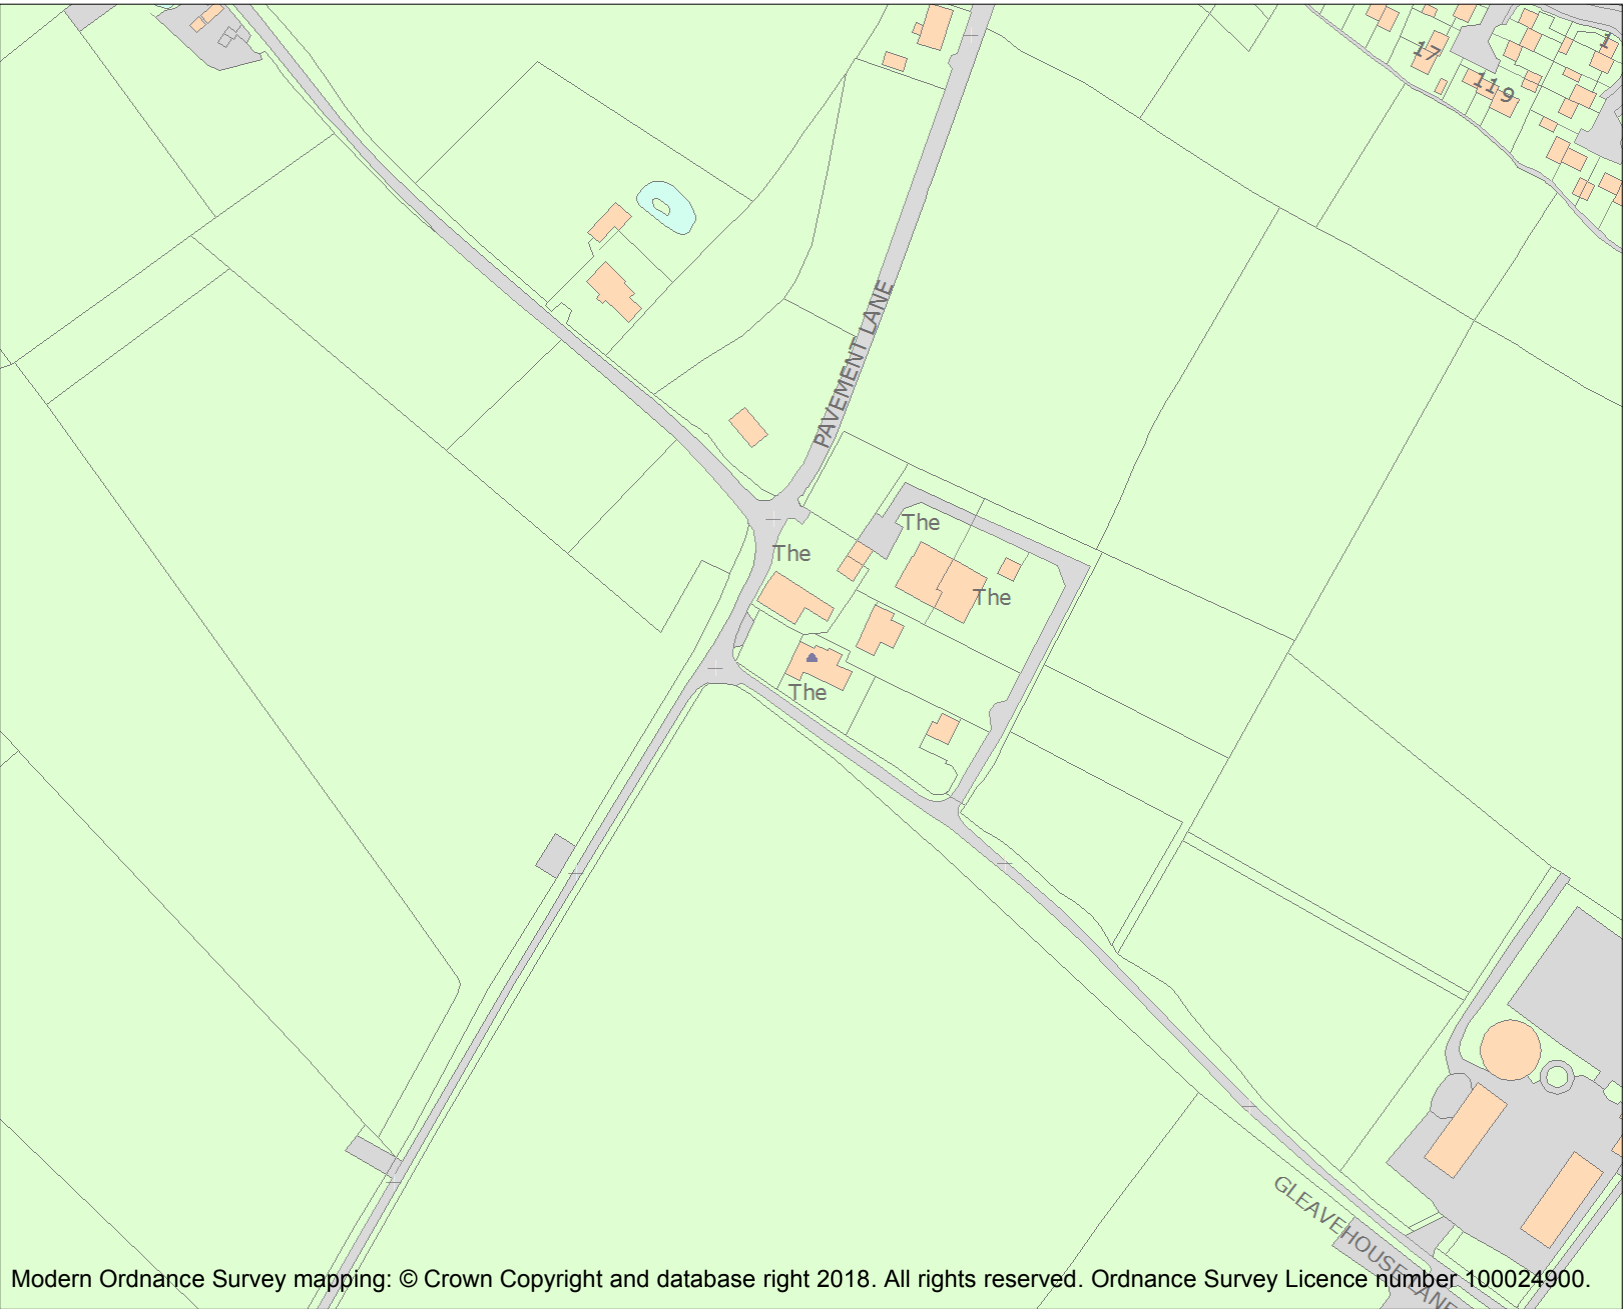 17
119
1
PAVEMENT LANE
The
The
The
The
GLEAVEHOUSE LANE
Modern Ordnance Survey mapping: © Crown Copyright and database right 2018. All rights reserved. Ordnance Survey Licence number 100024900.